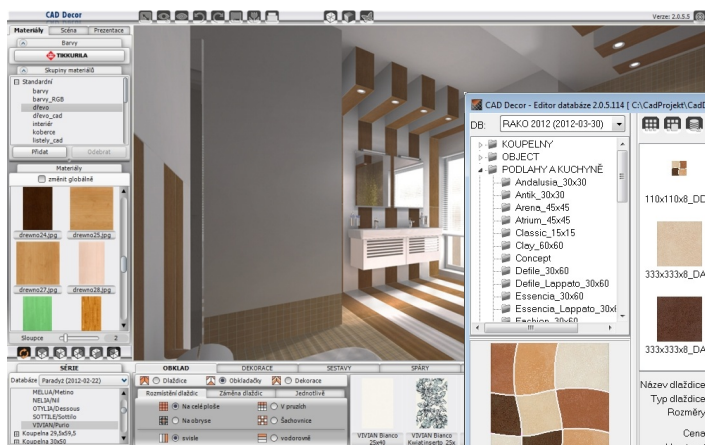 CAD Decor
Verze: 2.0.5.5
Materiály Scéna Prezentace
Barvy
TIKKURILA
Skupiny materiálů
Standardní
barvy
barvy_RGB
dřevo
dřevo_cad
interiér
koberce
listely_cad
Přidat Odebrat
Materiály
změnit globálně
drewno24.jpg drewno25.jpg
drewno27.jpg drewno28.jpg
Sloupce 2
SÉRIE
Databáze Paradyż (2012-02-22)
MELUA/Metino
NELIA/Nil
OTYLIA/Dessous
SOTTILE/Sottilo
VIVIAN/Purio
Koupelna 29,5x59,5
Koupelna 30x50
OBKLAD DEKORACE SESTAVY SPÁRY
Dlaždice Obkladačky Dekorace
Rozmístění dlaždic Záměna dlaždic Jednotlivě
Na celé ploše V pruzích
Na obryse Šachovnice
svisle vodorovně
VIVIAN Bianco
25x40
VIVIAN Bianco
Kwiat inserto 25x
CAD Decor - Editor databáze 2.0.5.114 [ C:\CadProjekt\CadD
DB: RAKO 2012 (2012-03-30)
KOUPELNY
OBJECT
PODLAHY A KUCHYNĚ
Andalusia_30x30
Antik_30x30
Arena_45x45
Atrium_45x45
Classic_15x15
Clay_60x60
Concept
Defile_30x60
Defile_Lappato_30x60
Essencia_30x60
Essencia_Lappato_30x
Fashion_30x60
110x110x8_DD
333x333x8_DA
333x333x8_DA
Název dlaždice
Typ dlaždice
Rozměry
Cena